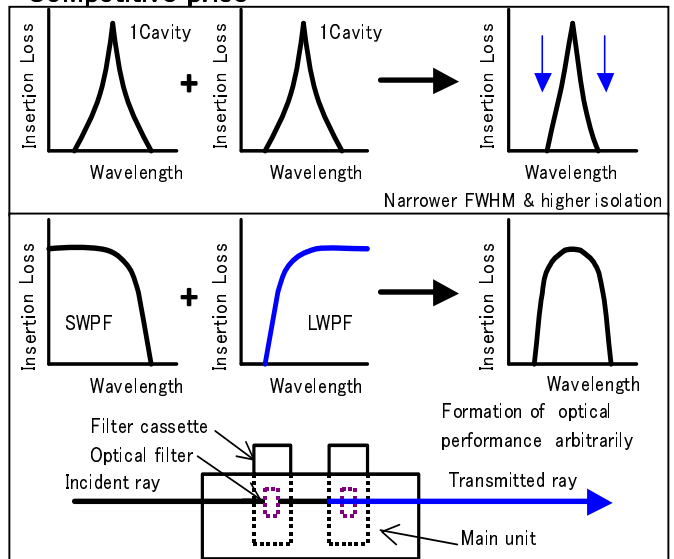 Competitive price
Insertion Loss
1Cavity
Wavelength
+
Insertion Loss
1Cavity
Wavelength
Insertion Loss
Wavelength
Narrower FWHM & higher isolation
Insertion Loss
SWPF
Wavelength
+
Insertion Loss
LWPF
Wavelength
Insertion Loss
Wavelength
Formation of optical
performance arbitrarily
Filter cassette
Optical filter
Incident ray
Transmitted ray
Main unit